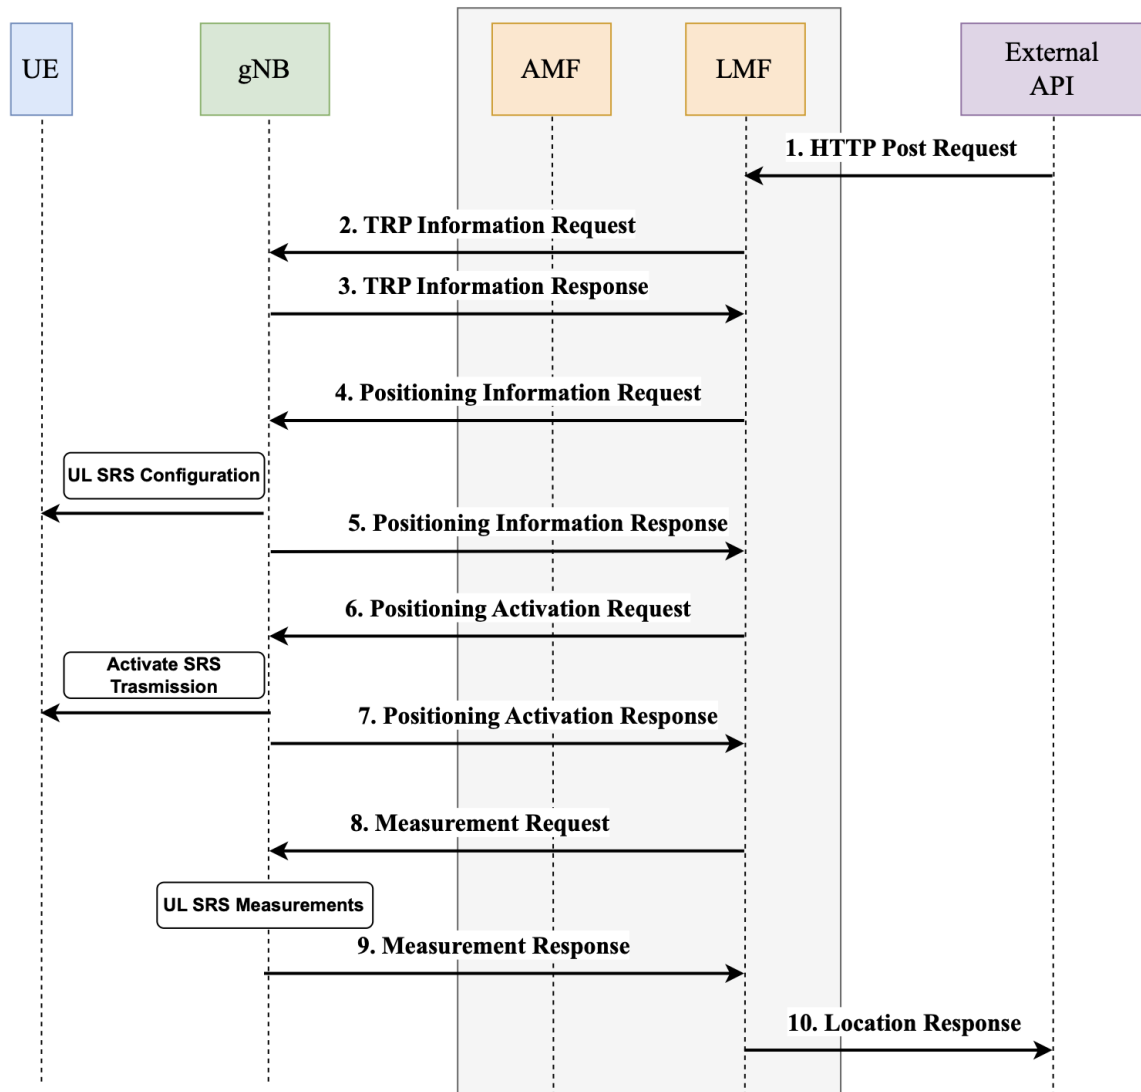 UE
gNB
AMF
LMF
External
API
1. HTTP Post Request
2. TRP Information Request
3. TRP Information Response
4. Positioning Information Request
UL SRS Configuration
5. Positioning Information Response
6. Positioning Activation Request
Activate SRS
Trasmission
7. Positioning Activation Response
8. Measurement Request
UL SRS Measurements
9. Measurement Response
10. Location Response